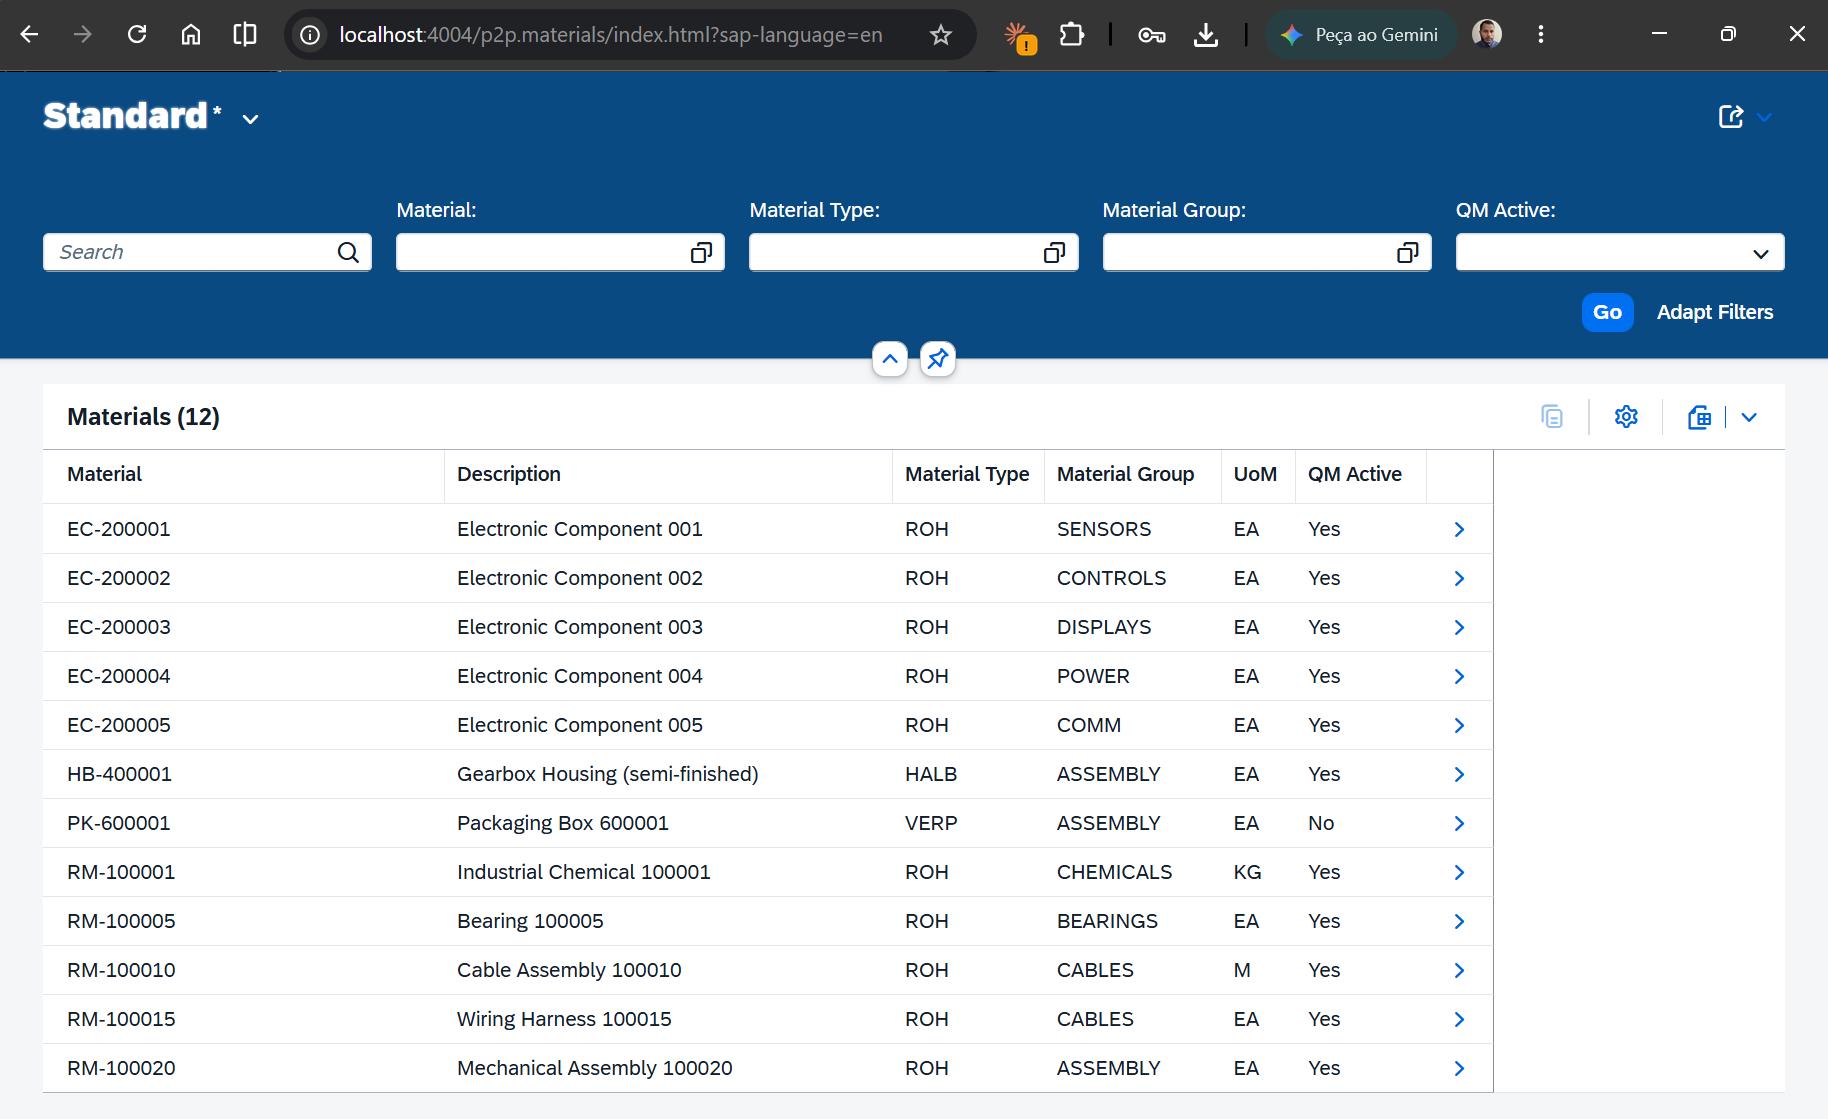 localhost:4004/p2p.materials/index.html?sap-language=en
Peça ao Gemini
Standard*
Search
Material:
Material Type:
Material Group:
QM Active:
Go
Adapt Filters
Materials (12)
Material Description Material Type Material Group UoM QM Active
EC-200001 Electronic Component 001 ROH SENSORS EA Yes
EC-200002 Electronic Component 002 ROH CONTROLS EA Yes
EC-200003 Electronic Component 003 ROH DISPLAYS EA Yes
EC-200004 Electronic Component 004 ROH POWER EA Yes
EC-200005 Electronic Component 005 ROH COMM EA Yes
HB-400001 Gearbox Housing (semi-finished) HALB ASSEMBLY EA Yes
PK-600001 Packaging Box 600001 VERP ASSEMBLY EA No
RM-100001 Industrial Chemical 100001 ROH CHEMICALS KG Yes
RM-100005 Bearing 100005 ROH BEARINGS EA Yes
RM-100010 Cable Assembly 100010 ROH CABLES M Yes
RM-100015 Wiring Harness 100015 ROH CABLES EA Yes
RM-100020 Mechanical Assembly 100020 ROH ASSEMBLY EA Yes